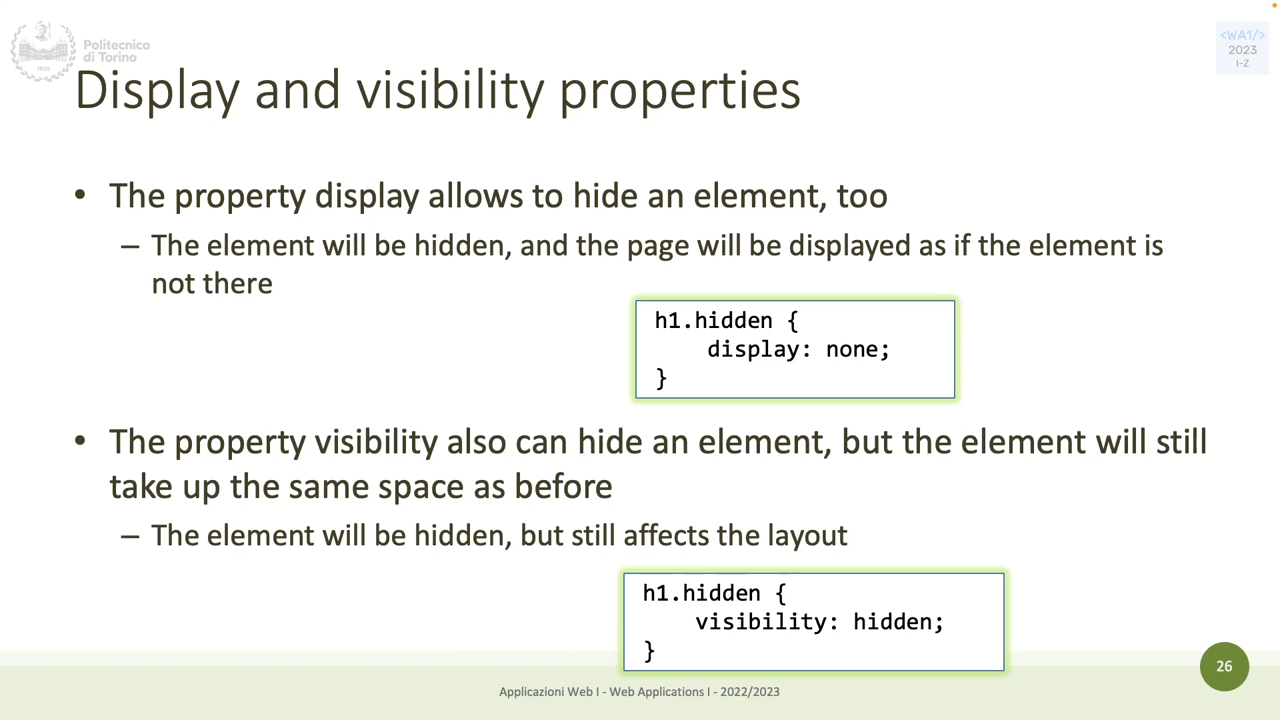 Politecnico
di Torino
1859
<WA1/>
2023
I-Z
Display and visibility properties
• The property display allows to hide an element, too
– The element will be hidden, and the page will be displayed as if the element is
not there
h1.hidden {
display: none;
}
• The property visibility also can hide an element, but the element will still
take up the same space as before
– The element will be hidden, but still affects the layout
h1.hidden {
visibility: hidden;
}
26
Applicazioni Web I - Web Applications I - 2022/2023